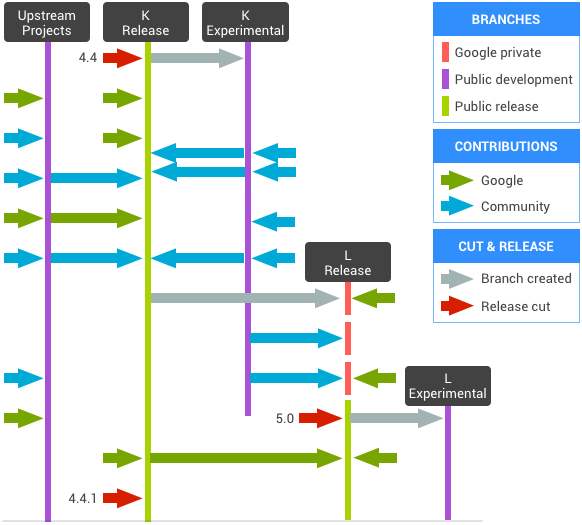 Upstream
Projects
K
Release
K
Experimental
BRANCHES
Google private
Public development
Public release
4.4
CONTRIBUTIONS
Google
Community
CUT & RELEASE
Branch created
Release cut
L
Release
L
Experimental
5.0
4.4.1